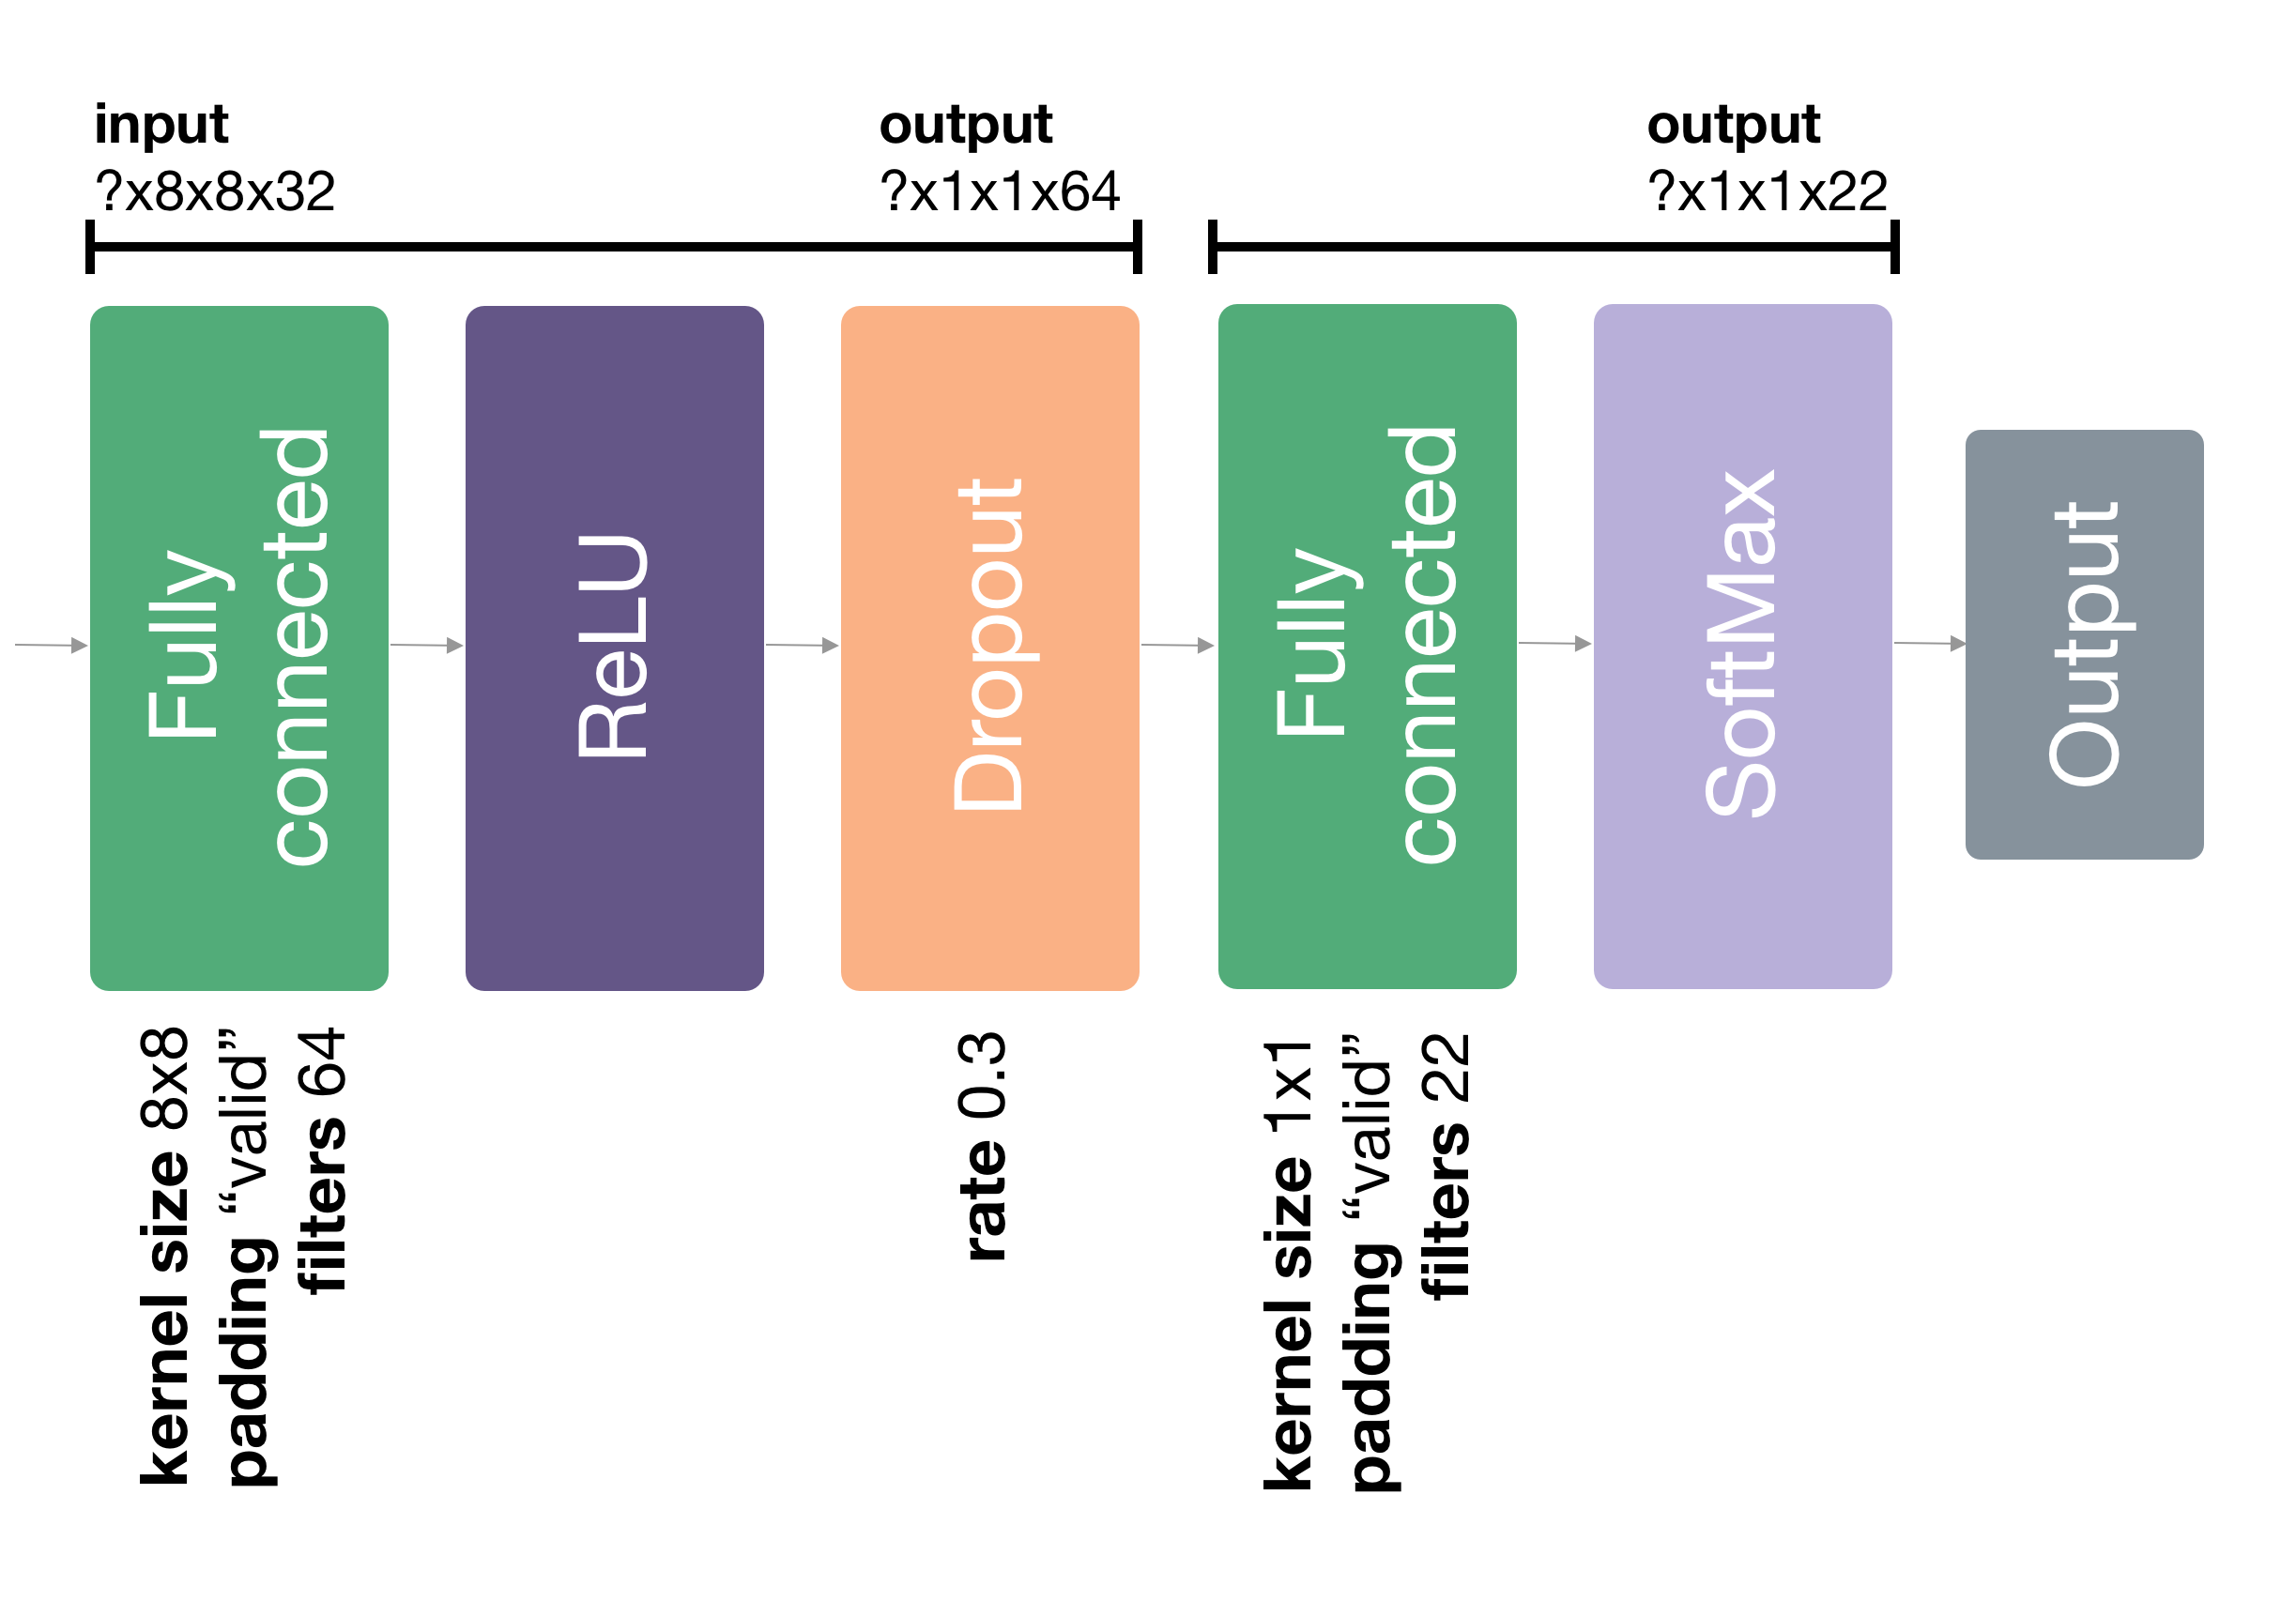 input
?x8x8x32
output
?x1x1x64
output
?x1x1x22
Fully
connected
ReLU
Dropout
Fully
connected
SoftMax
Output
kernel size 8x8
padding “valid”
filters 64
rate 0.3
kernel size 1x1
padding “valid”
filters 22